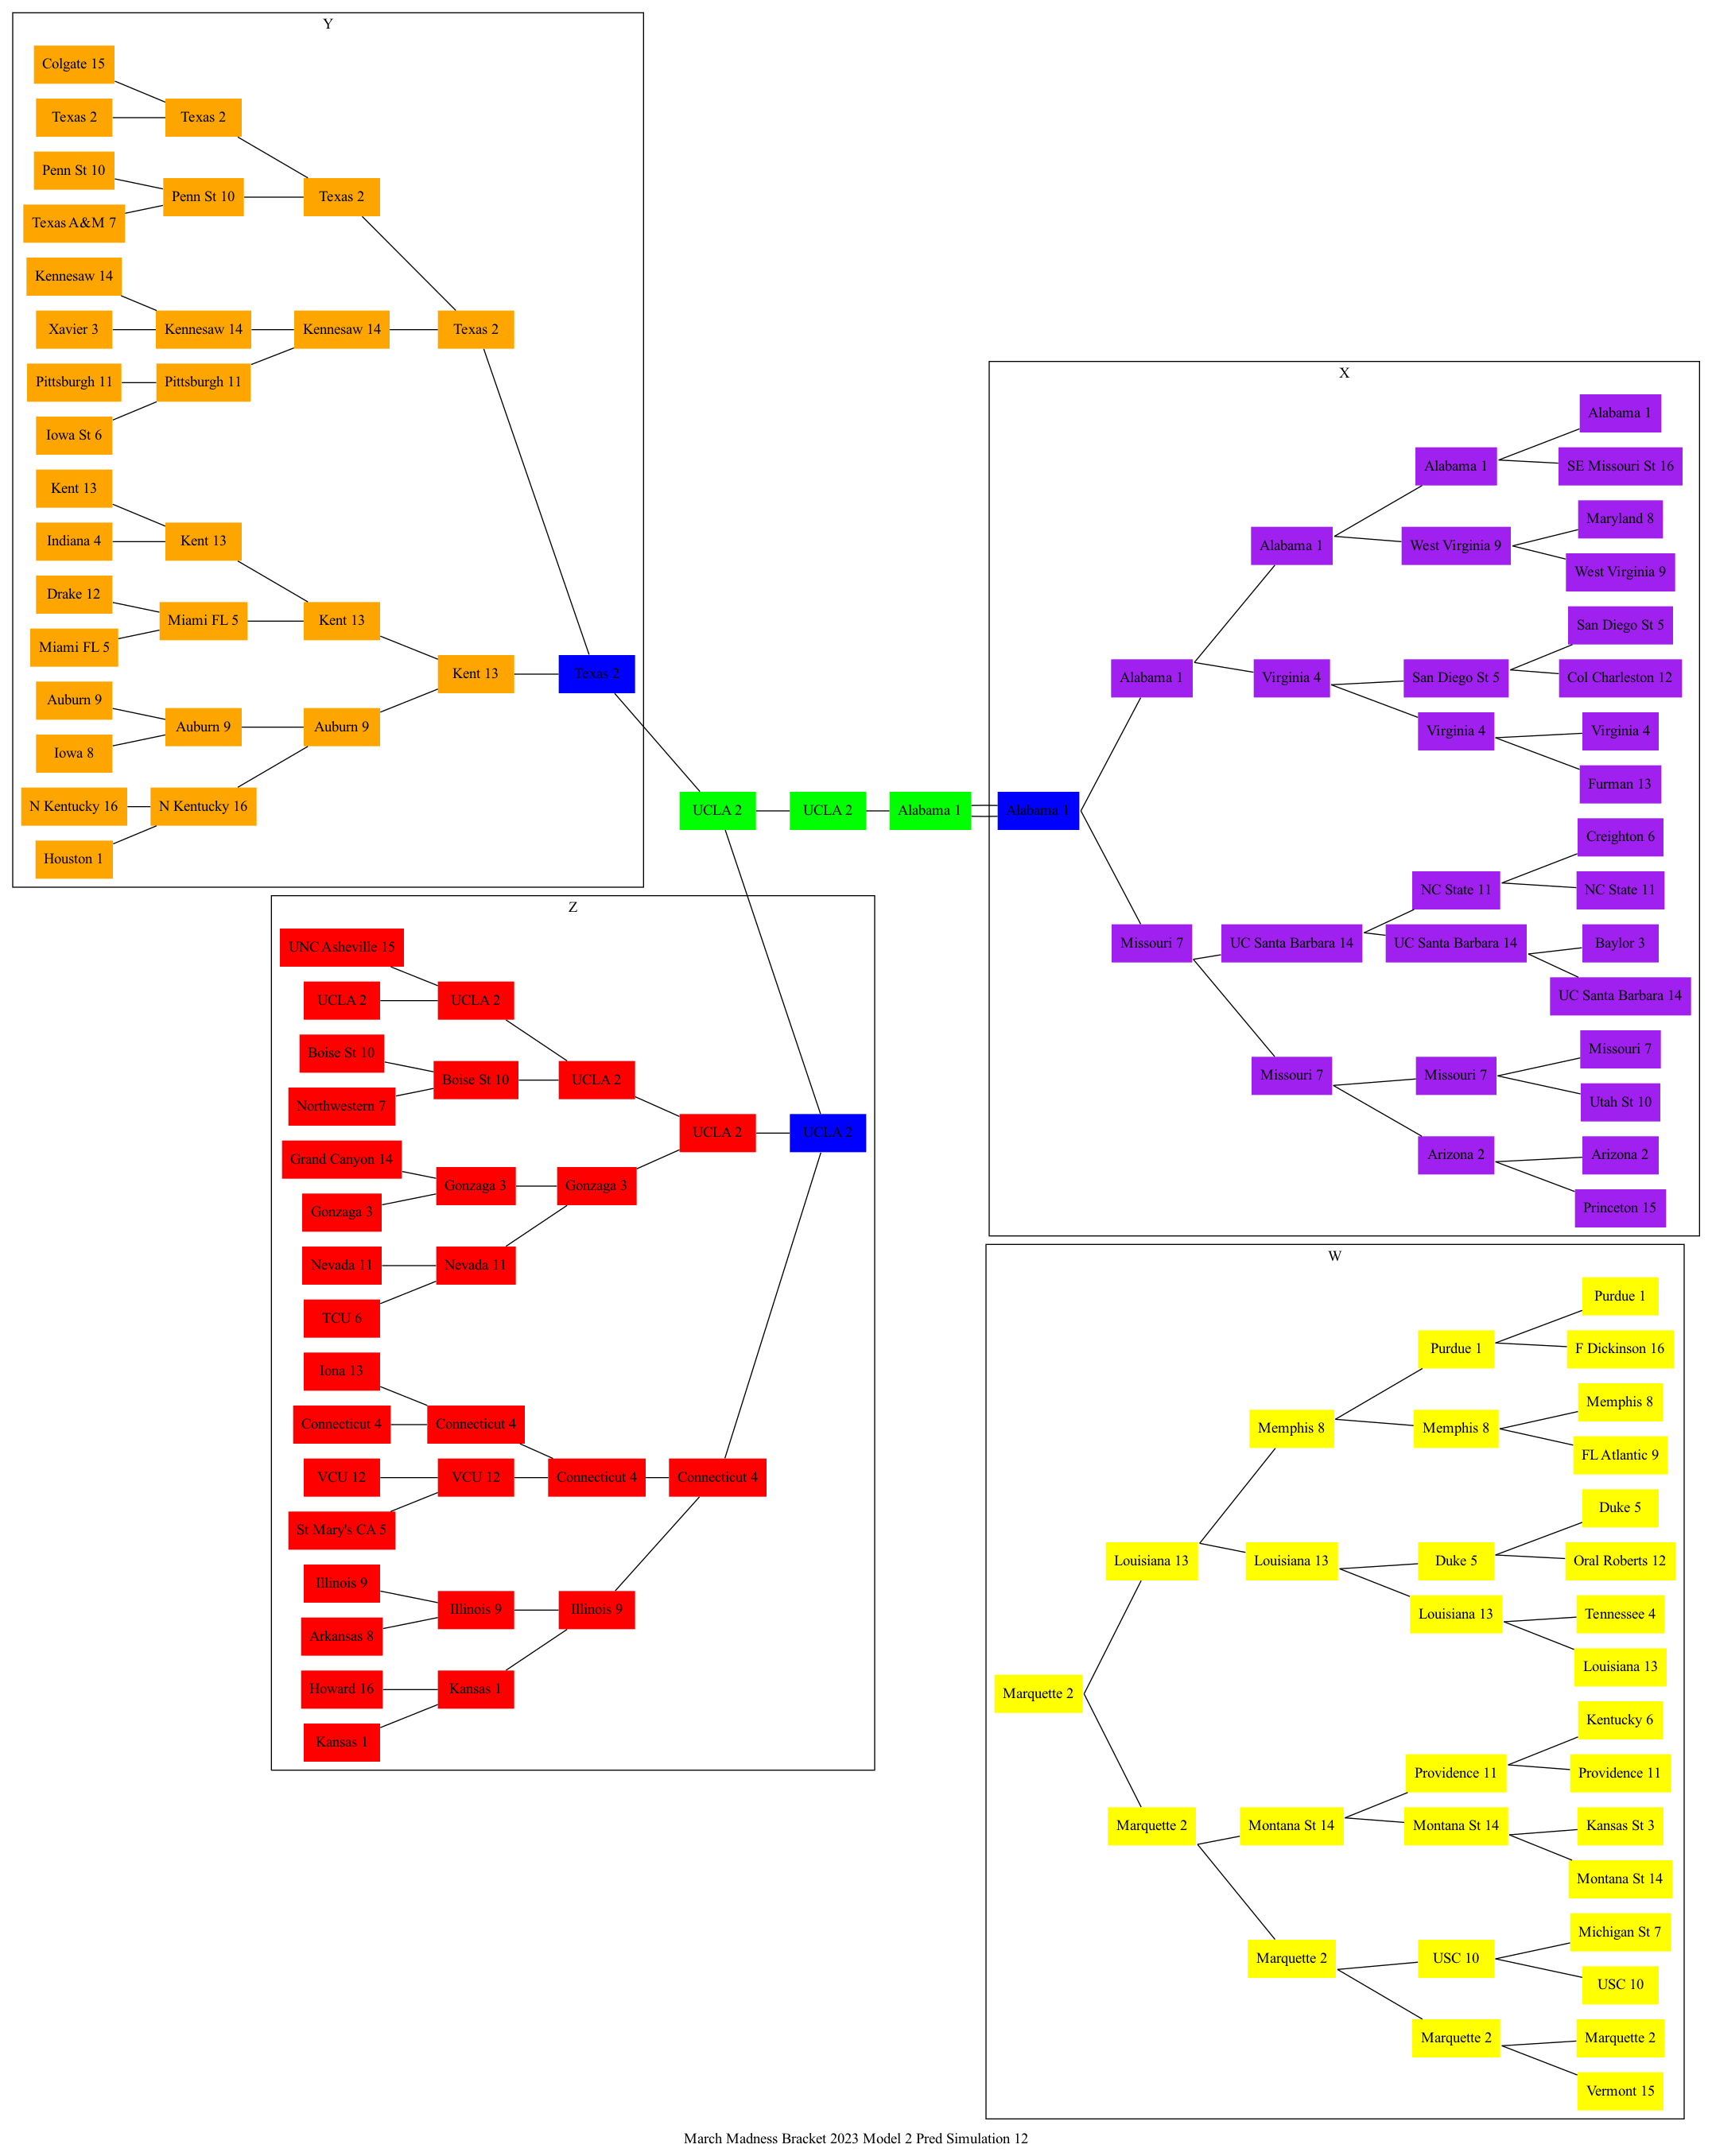 Y
Colgate 15
Texas 2
Penn St 10
Texas A&M 7
Kennesaw 14
Xavier 3
Pittsburgh 11
Iowa St 6
Kent 13
Indiana 4
Drake 12
Miami FL 5
Auburn 9
Iowa 8
N Kentucky 16
Houston 1
Texas 2
Penn St 10
Kennesaw 14
Pittsburgh 11
Kent 13
Miami FL 5
Auburn 9
N Kentucky 16
Texas 2
Kennesaw 14
Kent 13
Auburn 9
Texas 2
Kent 13
Texas 2
UCLA 2
UCLA 2
Alabama 1
Z
UNC Asheville 15
UCLA 2
Boise St 10
Northwestern 7
Grand Canyon 14
Gonzaga 3
Nevada 11
TCU 6
Iona 13
Connecticut 4
VCU 12
St Mary's CA 5
Illinois 9
Arkansas 8
Howard 16
Kansas 1
UCLA 2
Boise St 10
Gonzaga 3
Nevada 11
Connecticut 4
VCU 12
Illinois 9
Kansas 1
UCLA 2
Gonzaga 3
Connecticut 4
Illinois 9
UCLA 2
Connecticut 4
UCLA 2
X
Alabama 1
Alabama 1
Missouri 7
Alabama 1
Virginia 4
UC Santa Barbara 14
Missouri 7
Alabama 1
West Virginia 9
San Diego St 5
Virginia 4
NC State 11
UC Santa Barbara 14
Missouri 7
Arizona 2
Alabama 1
SE Missouri St 16
Maryland 8
West Virginia 9
San Diego St 5
Col Charleston 12
Virginia 4
Furman 13
Creighton 6
NC State 11
Baylor 3
UC Santa Barbara 14
Missouri 7
Utah St 10
Arizona 2
Princeton 15
W
Marquette 2
Louisiana 13
Marquette 2
Memphis 8
Louisiana 13
Montana St 14
Marquette 2
Purdue 1
Memphis 8
Duke 5
Louisiana 13
Providence 11
Montana St 14
USC 10
Marquette 2
Purdue 1
F Dickinson 16
Memphis 8
FL Atlantic 9
Duke 5
Oral Roberts 12
Tennessee 4
Louisiana 13
Kentucky 6
Providence 11
Kansas St 3
Montana St 14
Michigan St 7
USC 10
Marquette 2
Vermont 15
March Madness Bracket 2023 Model 2 Pred Simulation 12